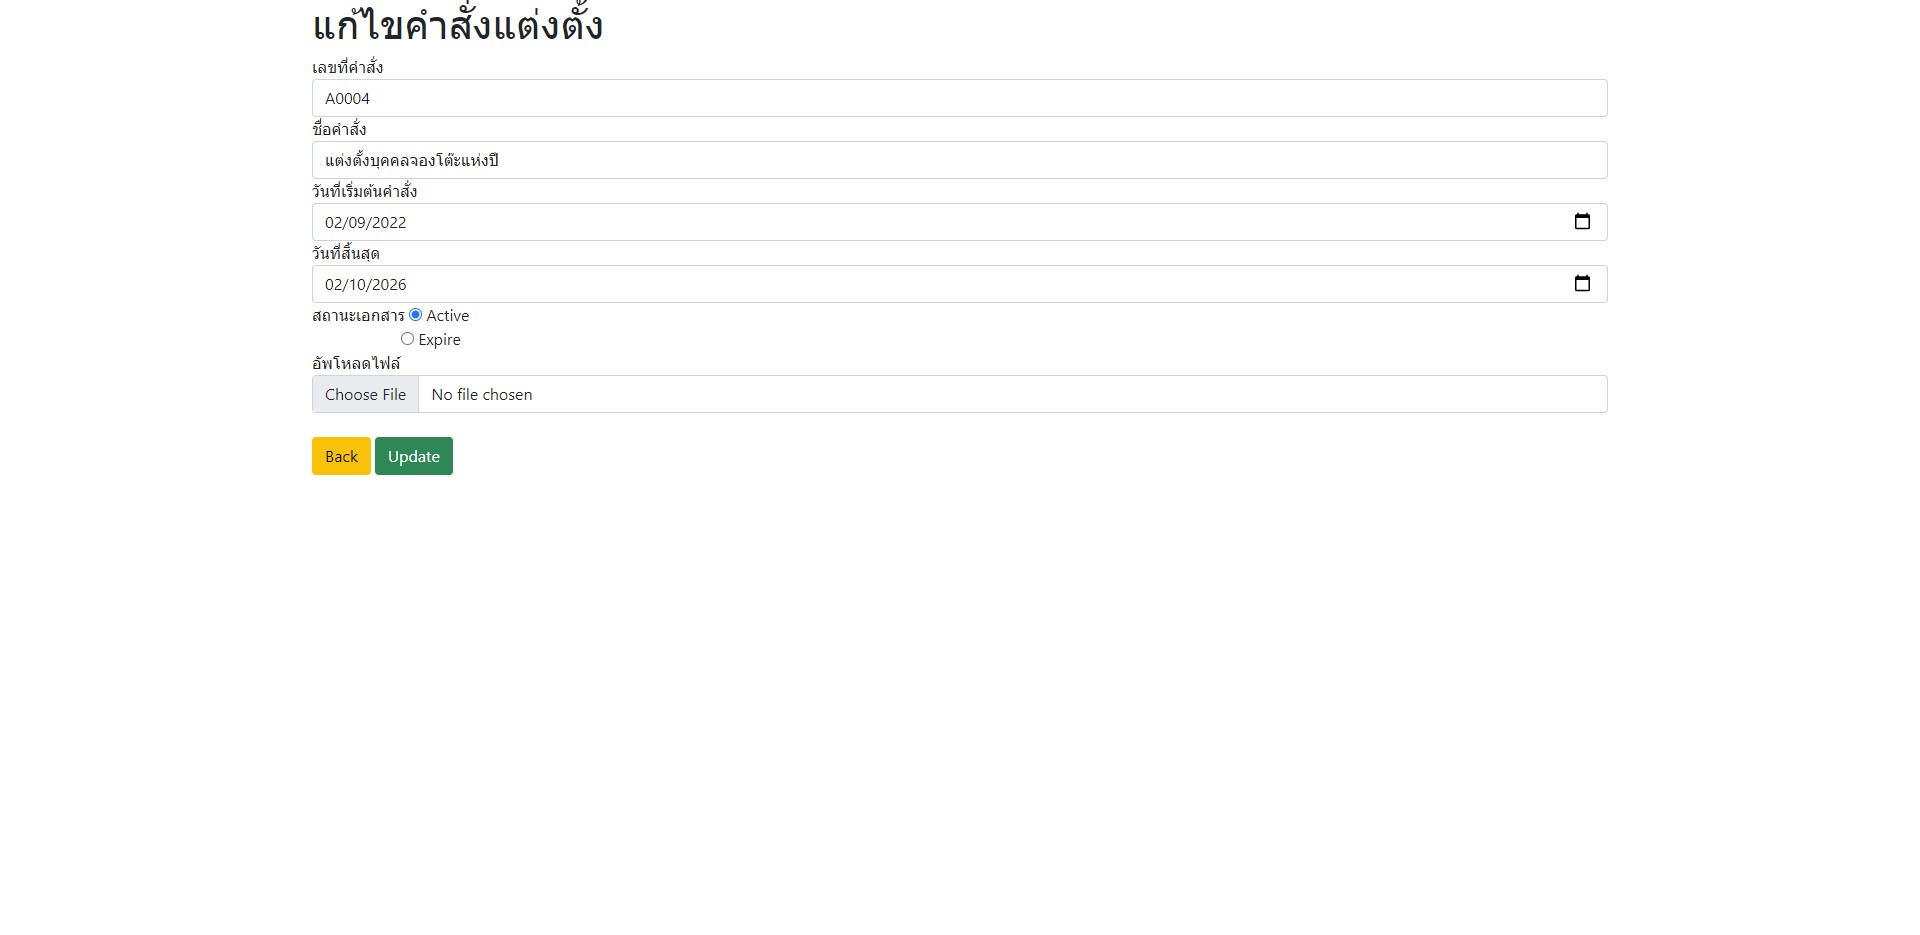 แก้ไขคำสั่งแต่งตั้ง
เลขที่คำสั่ง
A0004
ชื่อคำสั่ง
แต่งตั้งบุคคลจองโต๊ะแห่งปี
วันที่เริ่มต้นคำสั่ง
02/09/2022
วันที่สิ้นสุด
02/10/2026
สถานะเอกสาร Active
Expire
อัพโหลดไฟล์
Choose File No file chosen
Back Update